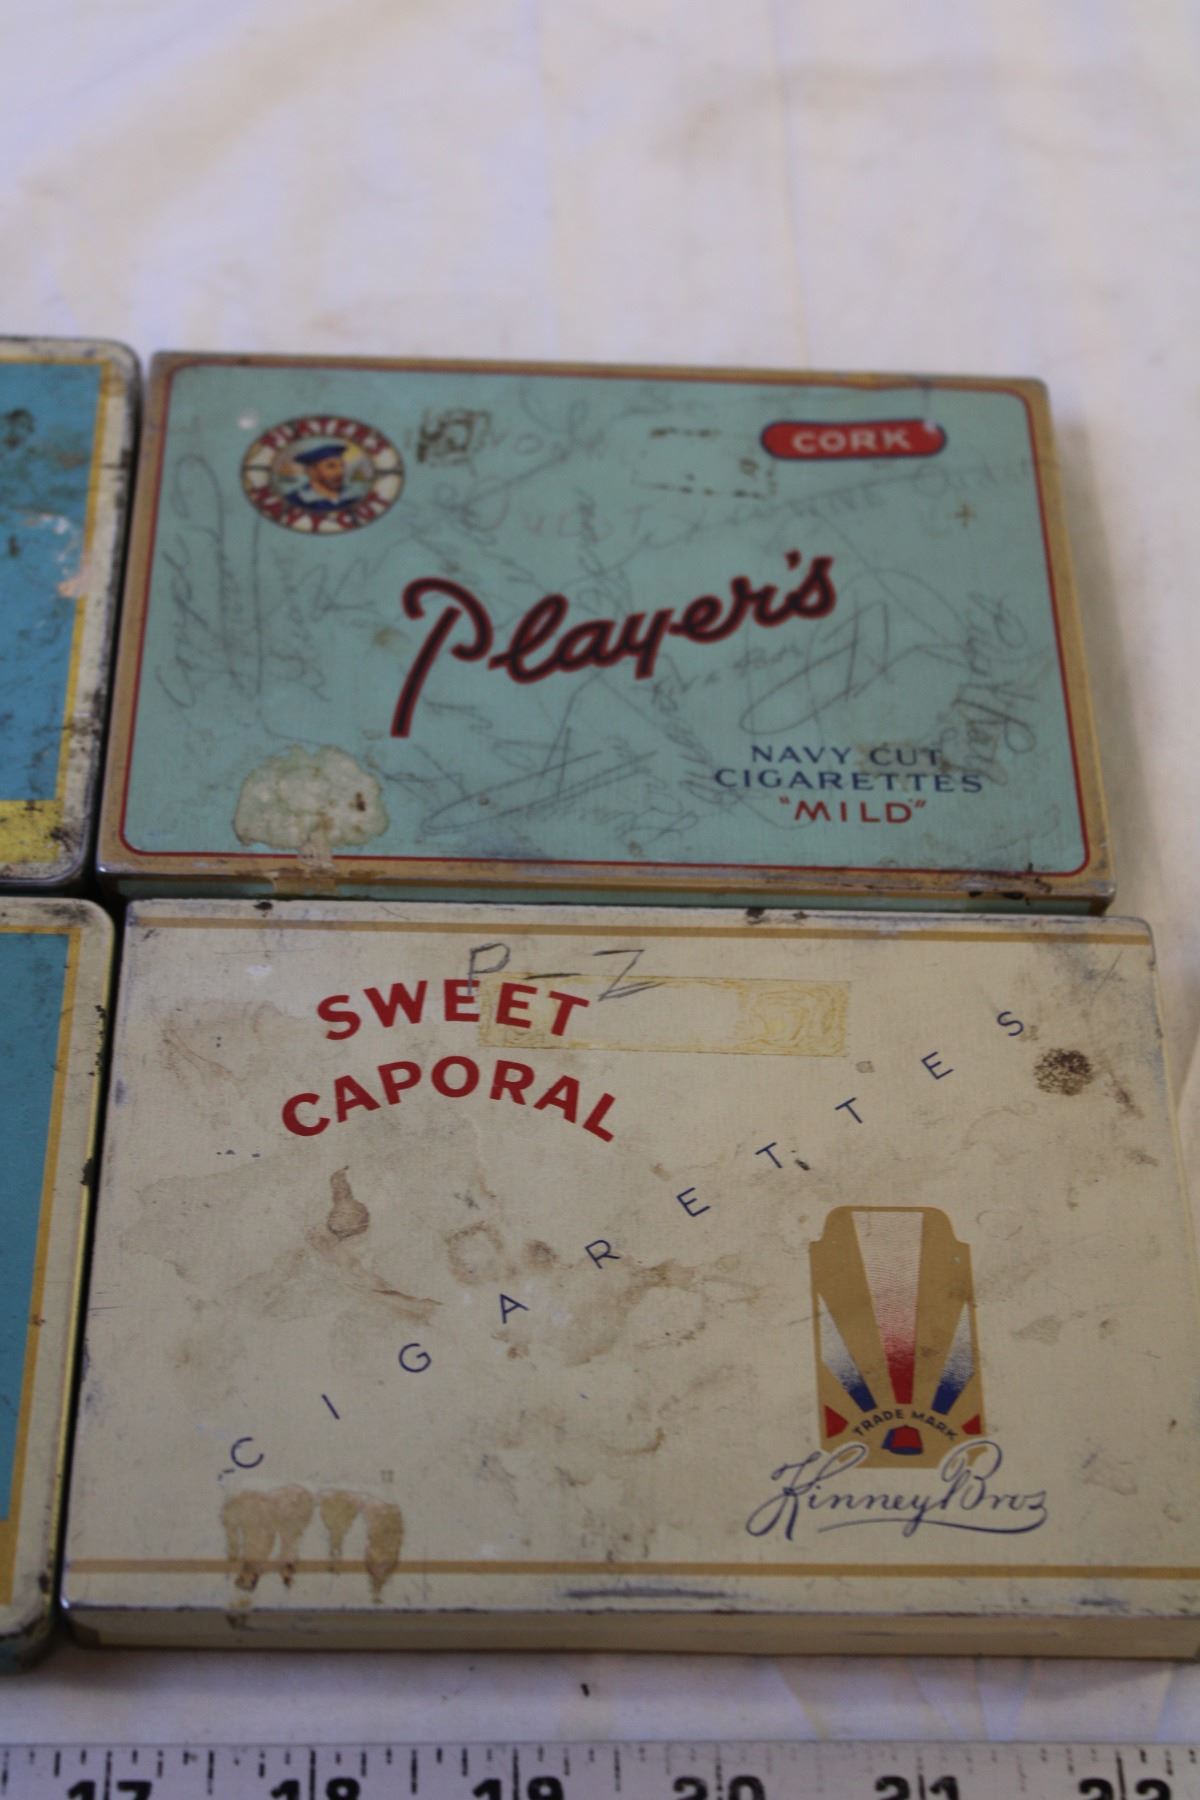 PLAYER'S
NAVY CUT
CORK
Player's
NAVY CUT
CIGARETTES
"MILD"
P-Z
SWEET
CAPORAL
CIGARETTES
TRADE MARK
Kinney Bros
17 18 19 20 21 22